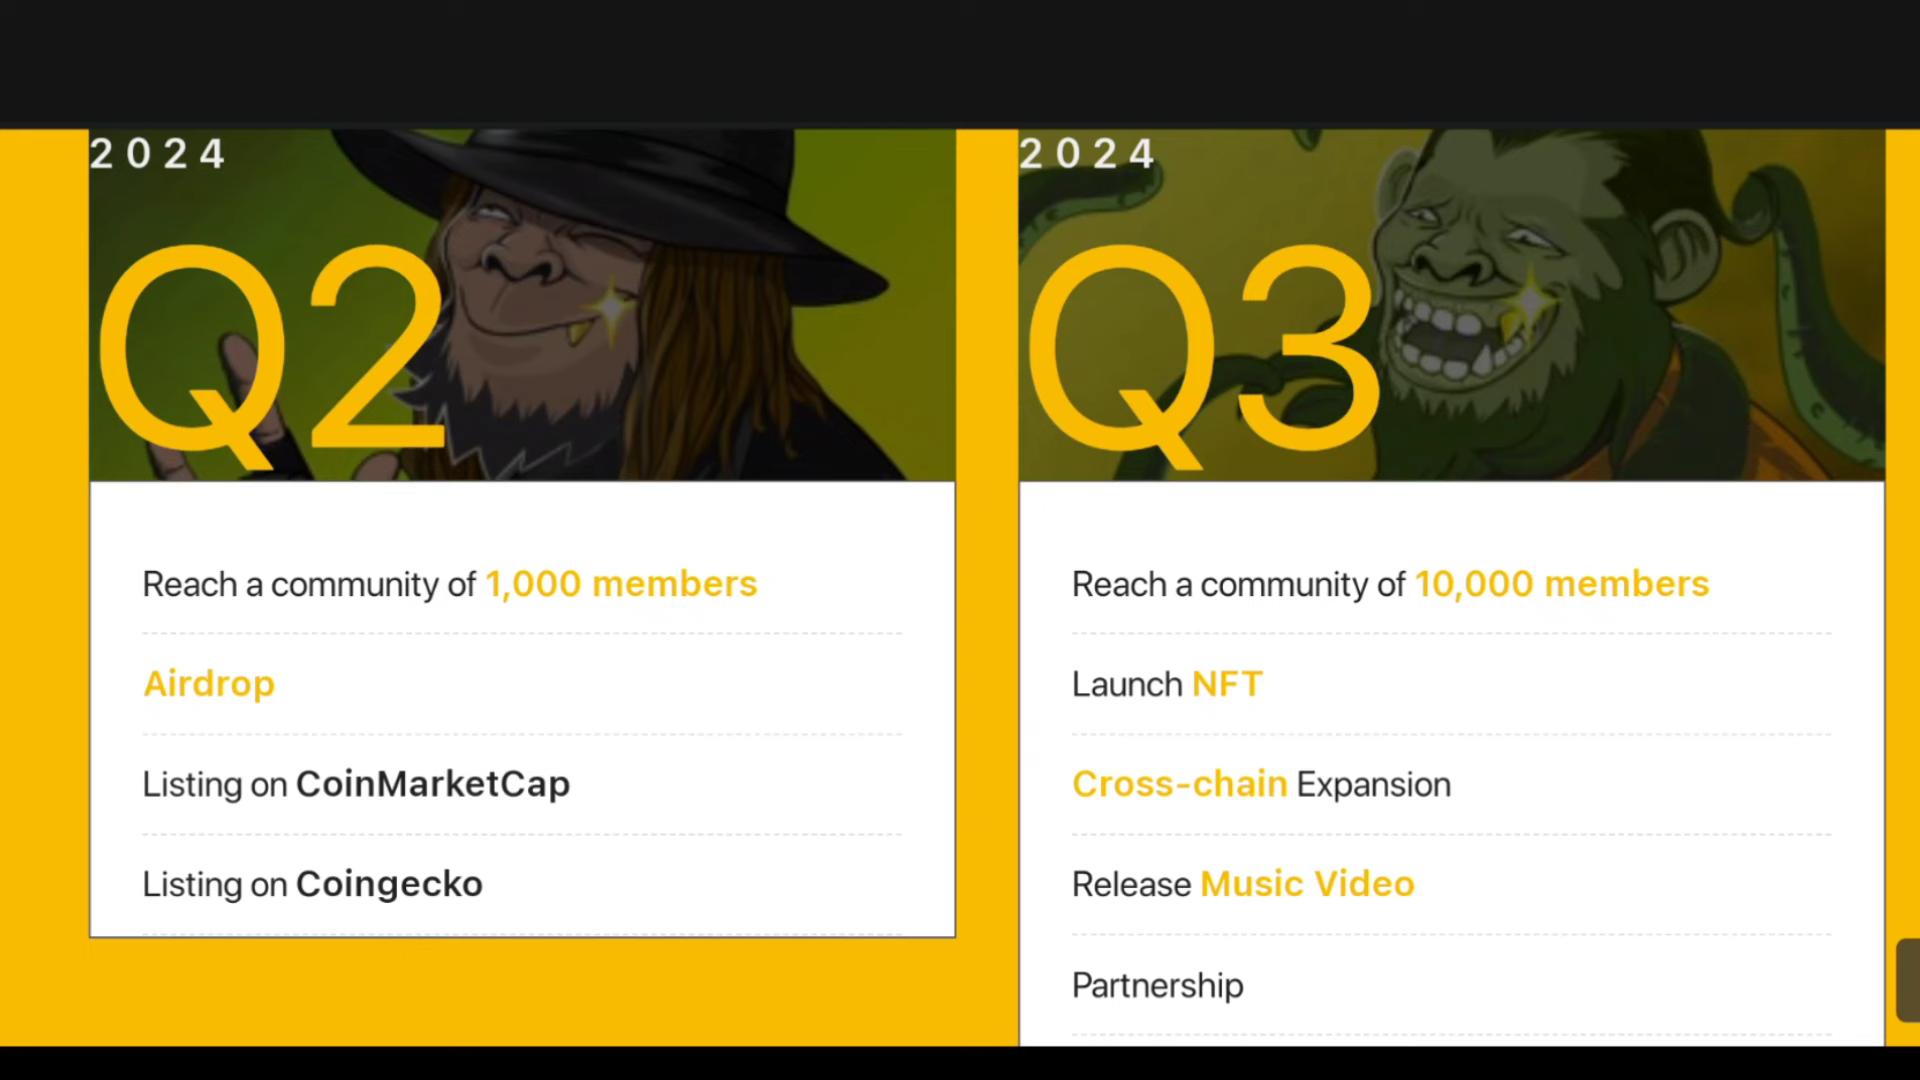 2024
Q2
Reach a community of 1,000 members
Airdrop
Listing on CoinMarketCap
Listing on Coingecko
2024
Q3
Reach a community of 10,000 members
Launch NFT
Cross-chain Expansion
Release Music Video
Partnership